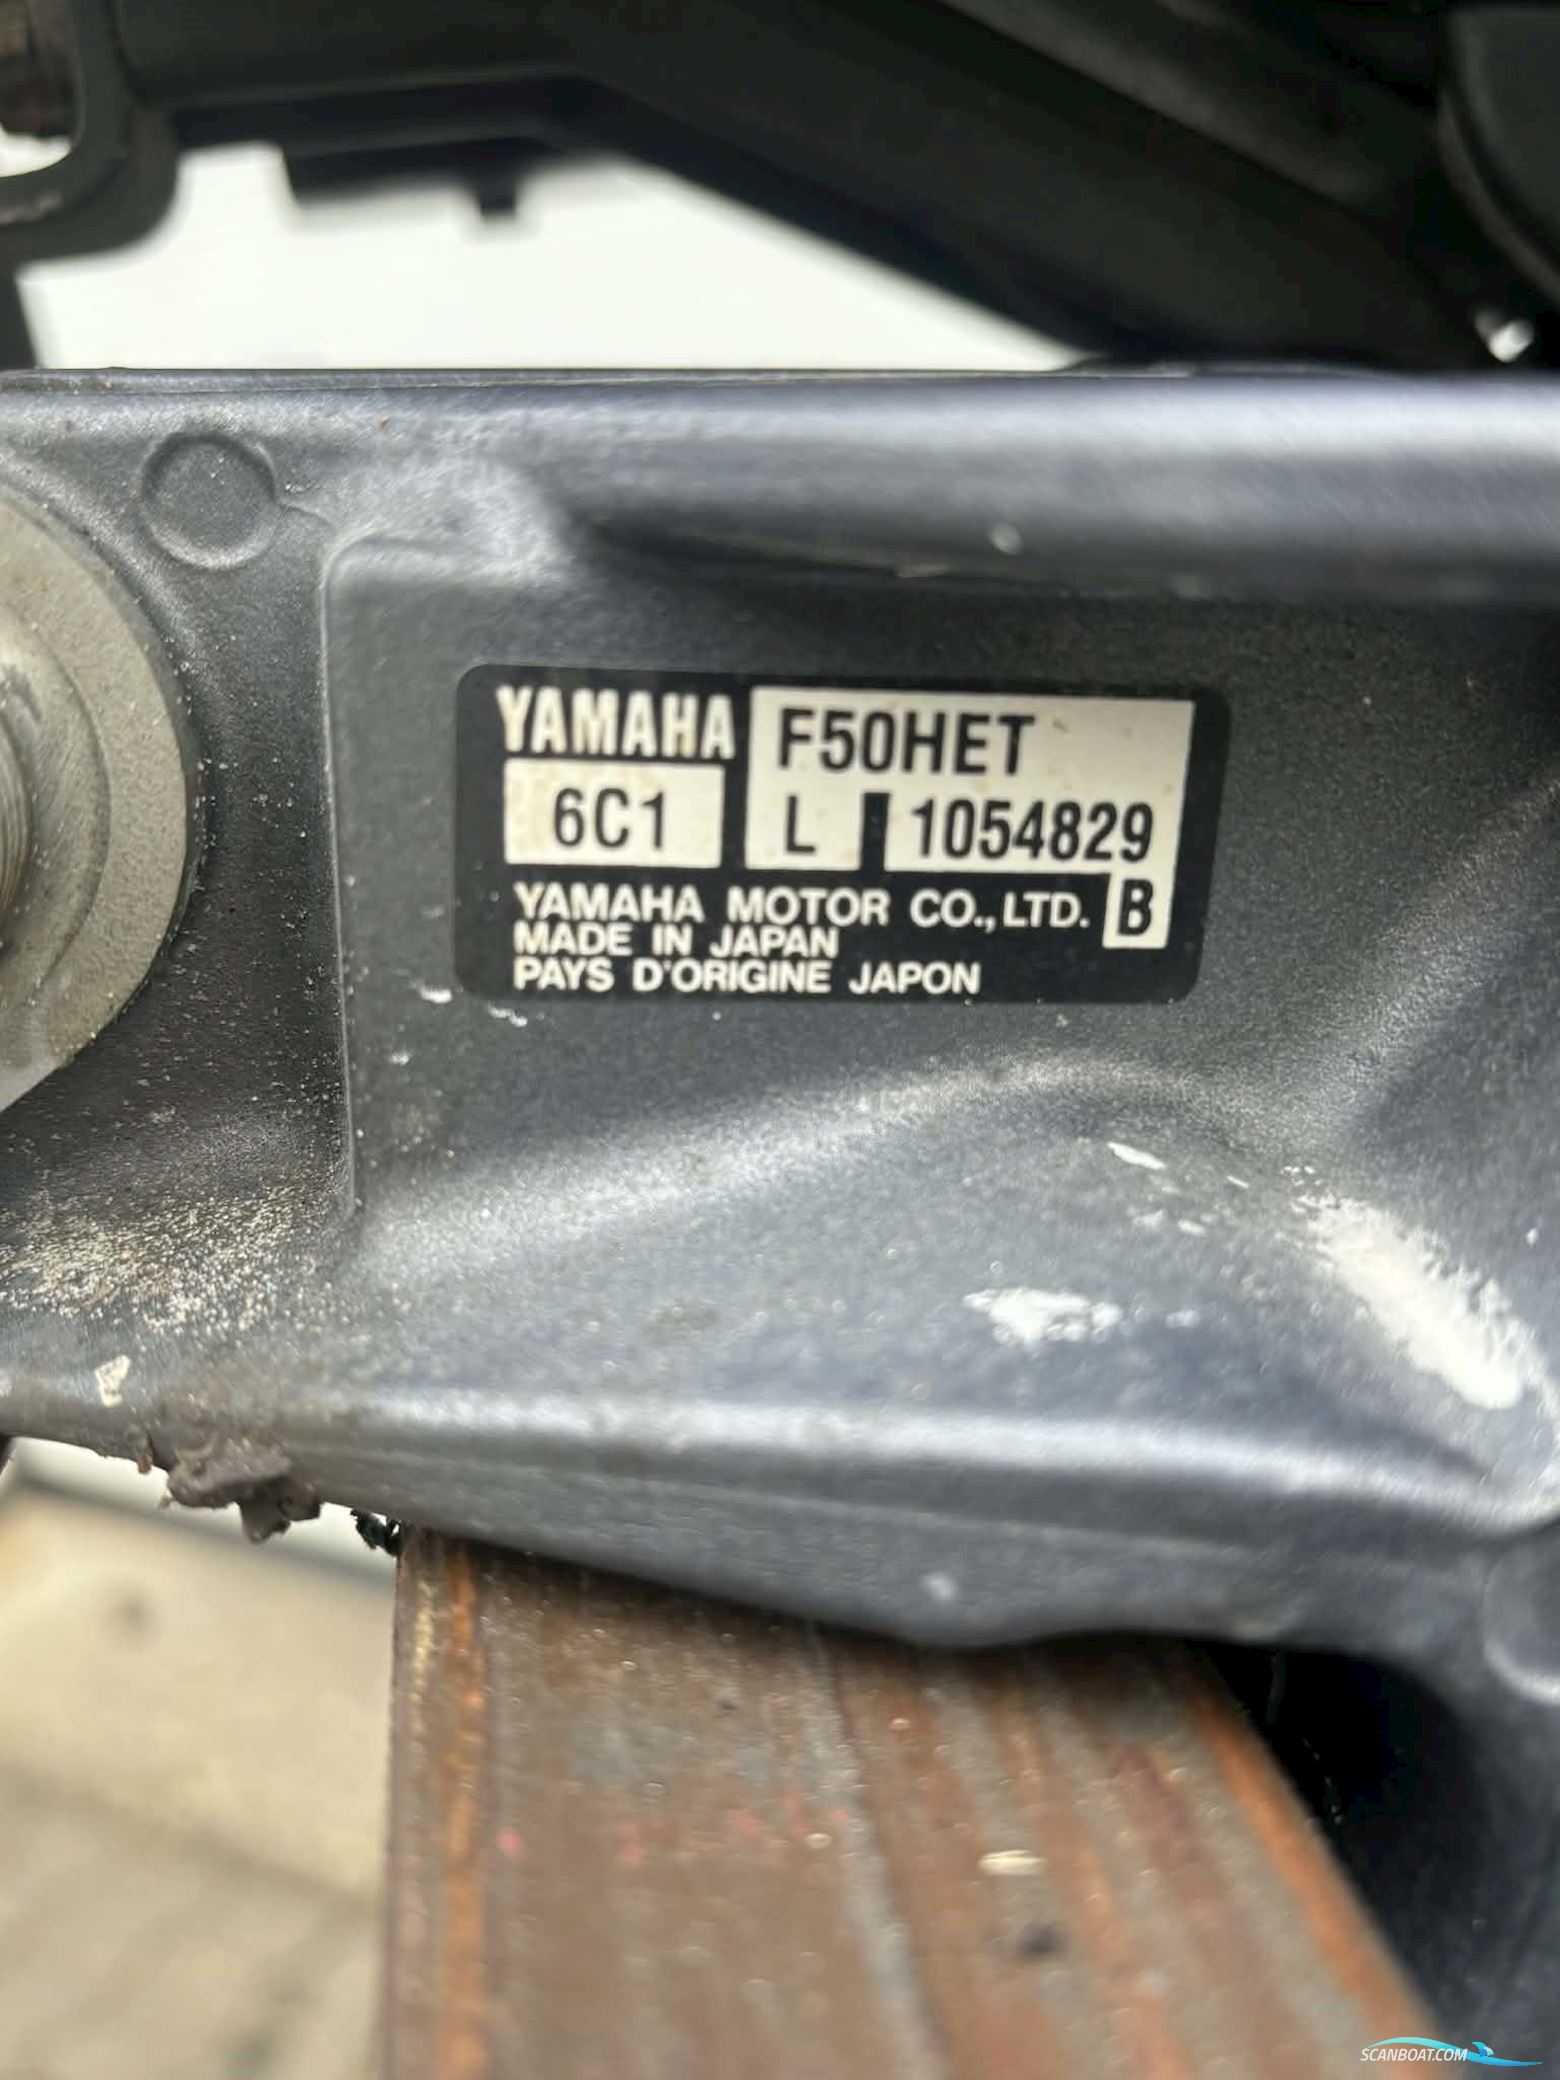 YAMAHA F50HET
6C1 L 1054829
YAMAHA MOTOR CO., LTD. B
MADE IN JAPAN
PAYS D'ORIGINE JAPON
SCANBOAT.COM